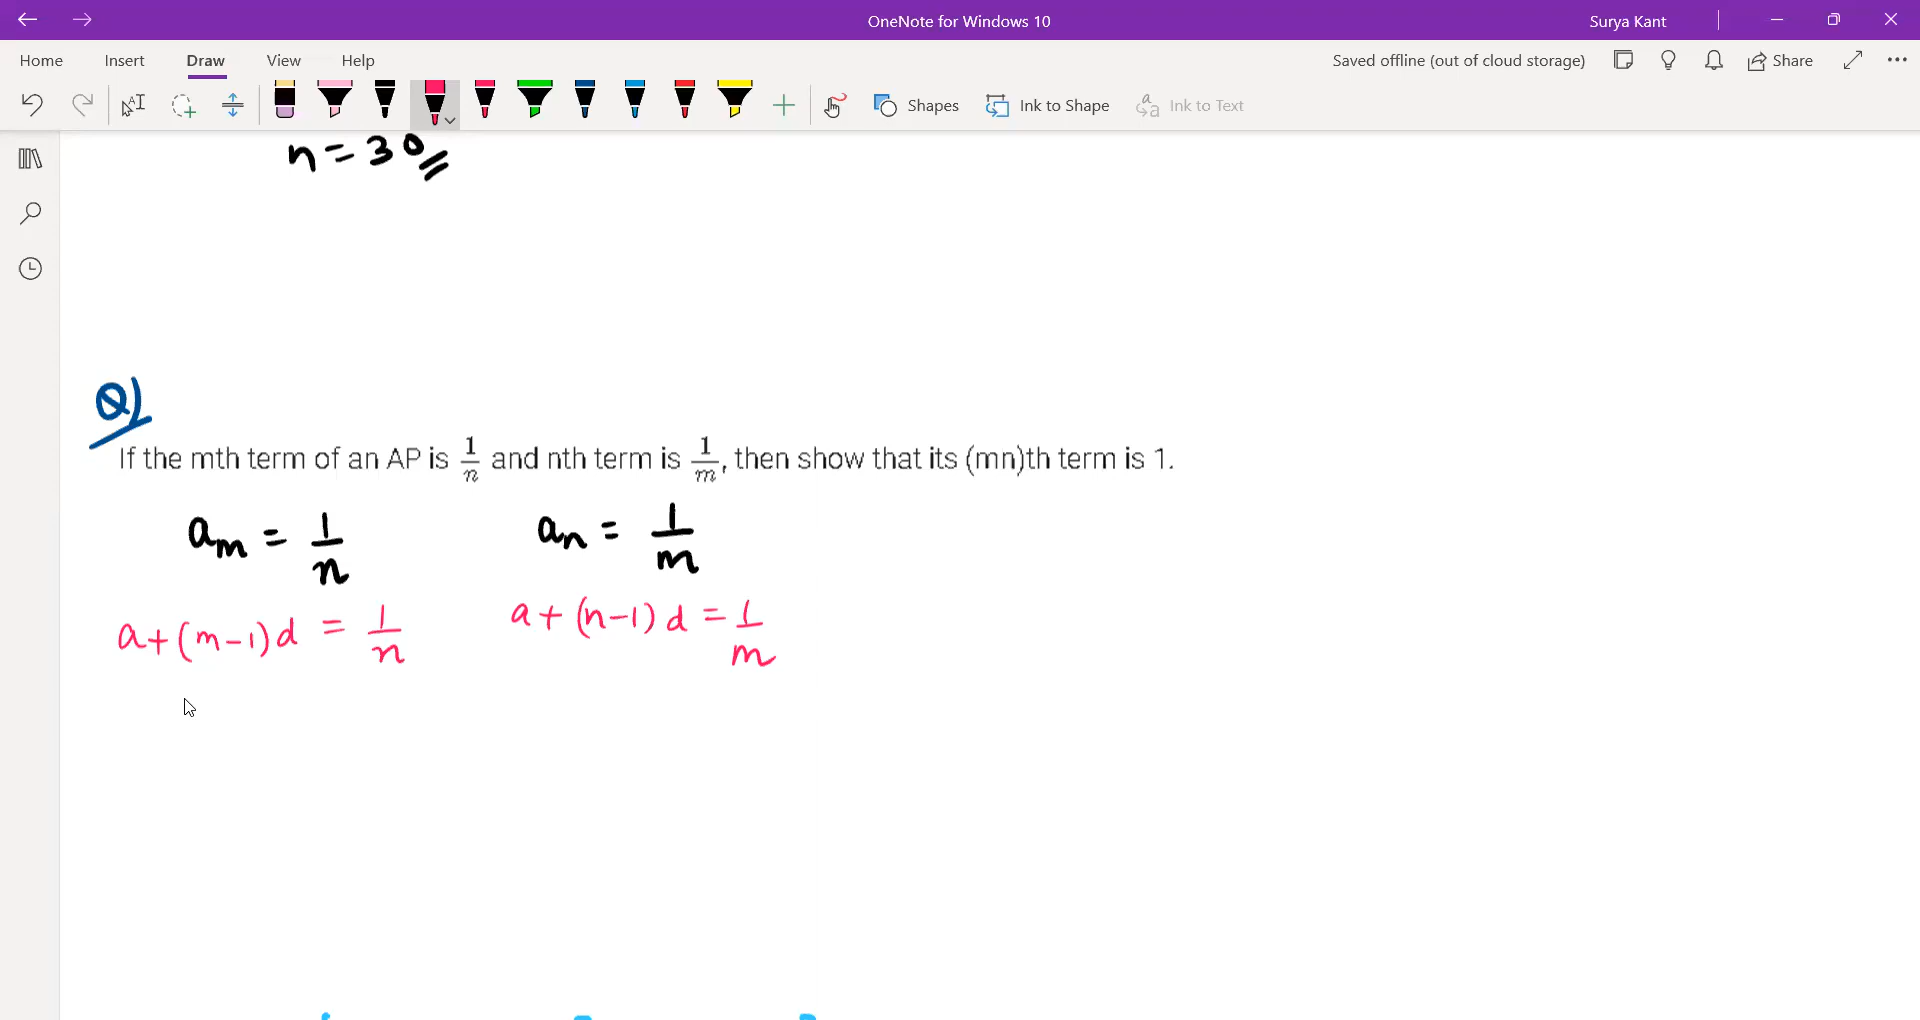 OneNote for Windows 10
Surya Kant
Home Insert Draw View Help
Saved offline (out of cloud storage)
Share
Shapes
Ink to Shape
Ink to Text
n = 30
Q)
If the mth term of an AP is 1/n and nth term is 1/m, then show that its (mn)th term is 1.
am = 1/n
an = 1/m
a+(m-1)d = 1/n
a+(n-1)d = 1/m